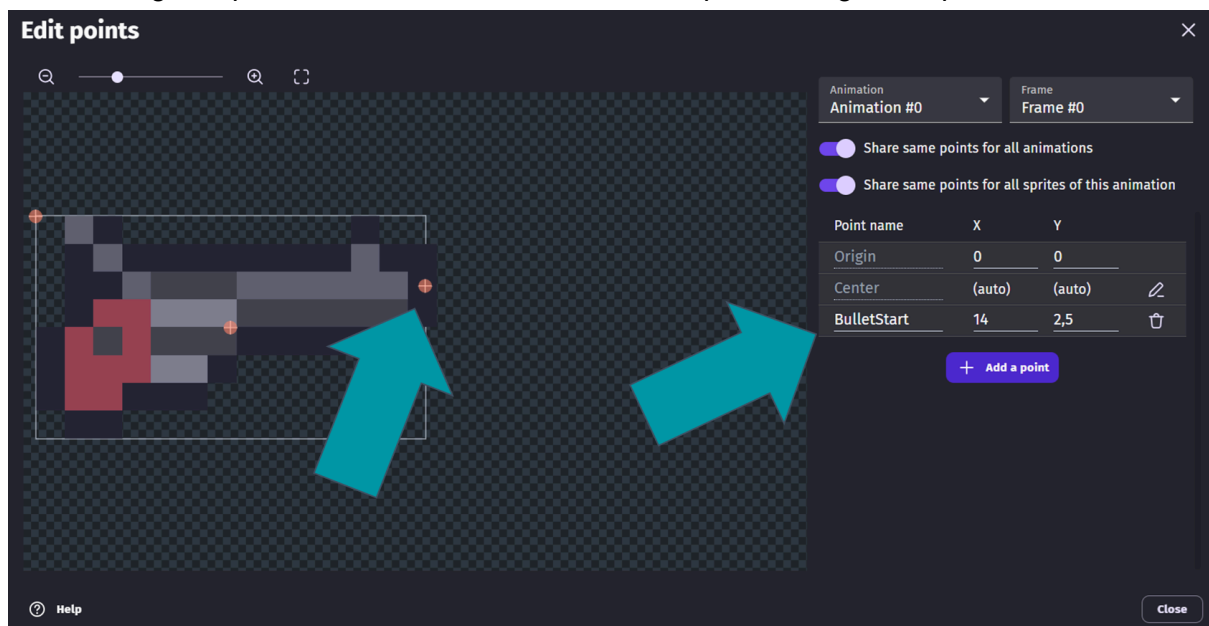 Edit points
Animation
Animation #0
Frame
Frame #0
Share same points for all animations
Share same points for all sprites of this animation
Point name X Y
Origin 0 0
Center (auto) (auto)
BulletStart 14 2,5
+ Add a point
? Help
Close